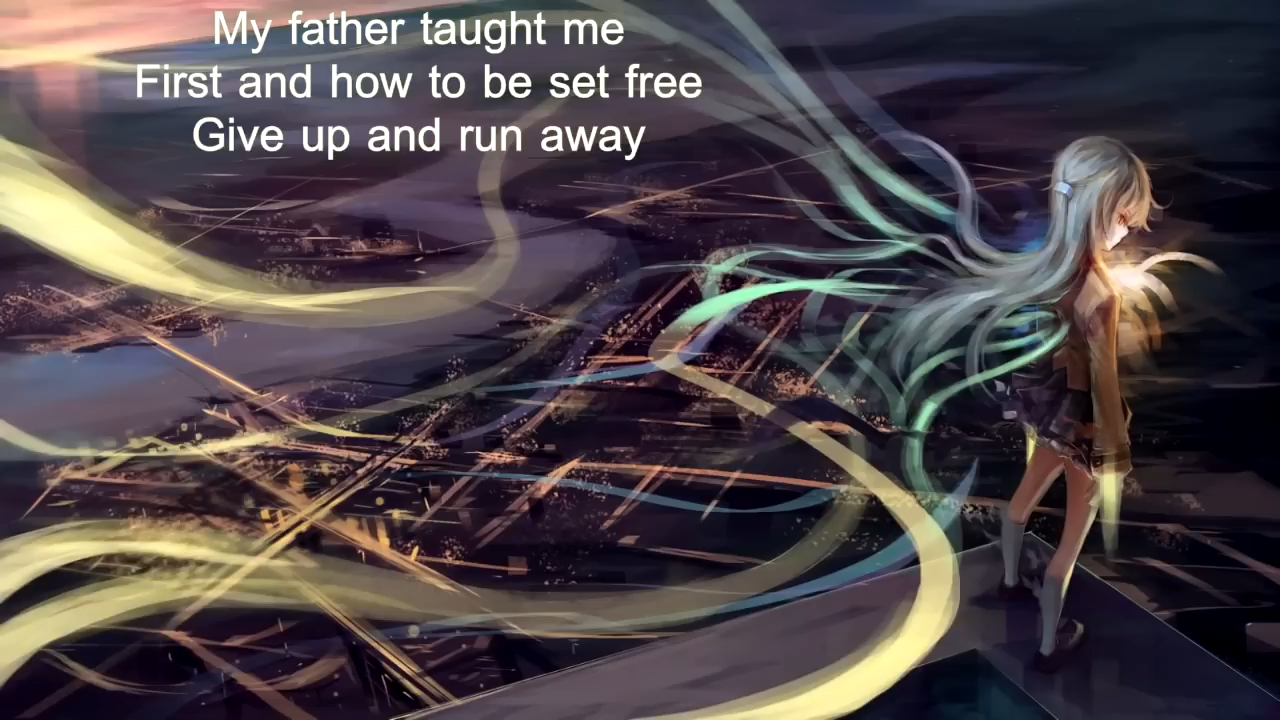 My father taught me
First and how to be set free
Give up and run away